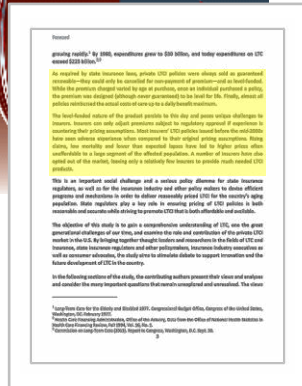 Foreword
growing rapidly.¹ By 1988, expenditures grew to $50 billion, and today expenditures on LTC
exceed $225 billion.²,³
As required by state insurance laws, private LTC policies were always sold as guaranteed
renewable—they could only be cancelled for non-payment of premium—and as level-funded.
While the premium charged varied by age at purchase, once an individual purchased a policy,
the premium was designed (although never guaranteed) to be level for life. Finally, almost all
policies reimbursed the actual costs of care up to a daily benefit maximum.
The level-funded nature of the product persists to this day and poses unique challenges to
insurers. Insurers can only adjust premiums subject to regulatory approval if experience is
countering their pricing assumptions. Most insurers' LTC policies issued before the mid-2000s
have seen adverse experience when compared to their original pricing assumptions. Rising
claims, low mortality and lower than expected lapses have led to higher prices often
unaffordable to a large segment of the affected population. A number of insurers have also
opted out of the market, leaving only a relatively few insurers to provide much needed LTC
products.
This is an important social challenge and a serious policy dilemma for state insurance
regulators, as well as for the insurance industry and other policy makers to devise efficient
programs and mechanisms in order to deliver reasonably priced LTC for the country's aging
population. State regulators play a key role in ensuring pricing of LTC policies is both
reasonable and accurate while striving to promote LTCI that is both affordable and available.
The objective of this study is to gain a comprehensive understanding of LTC, one the great
generational challenges of our time, and examine the role and contribution of the private LTCI
market in the U.S. By bringing together thought leaders and researchers in the fields of LTC and
insurance, state insurance regulators and other policymakers, insurance industry executives as
well as consumer advocates, the study aims to stimulate debate to support innovation and the
future development of LTCI in the country.
In the following sections of the study, the contributing authors present their views and analyses
and consider the many important questions that remain unexplored and unresolved. The views
¹ Long-Term Care for the Elderly and Disabled 1977. Congressional Budget Office, Congress of the United States,
Washington, DC. February 1977.
² Health Care Financing Administration, Office of the Actuary, Data from the Office of National Health Statistics in
Health Care Financing Review, Fall 1994, Vol. 16, No. 1.
³ Commission on Long-Term Care (2013). Report to Congress, Washington, D.C. Sept. 30.